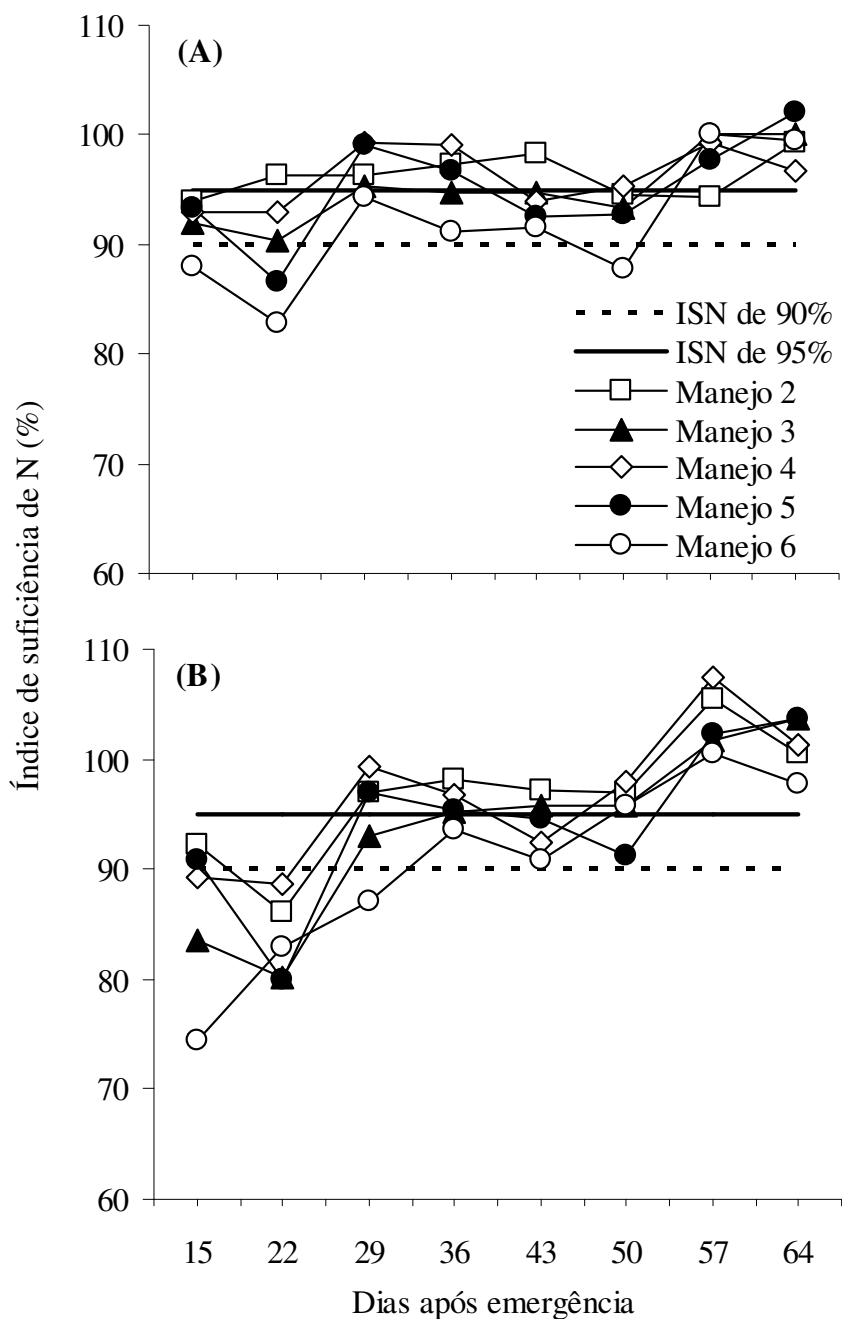 110
(A)
100
90
80
70
60
ISN de 90%
ISN de 95%
Manejo 2
Manejo 3
Manejo 4
Manejo 5
Manejo 6
Índice de suficiência de N (%)
110
(B)
100
90
80
70
60
15 22 29 36 43 50 57 64
Dias após emergência